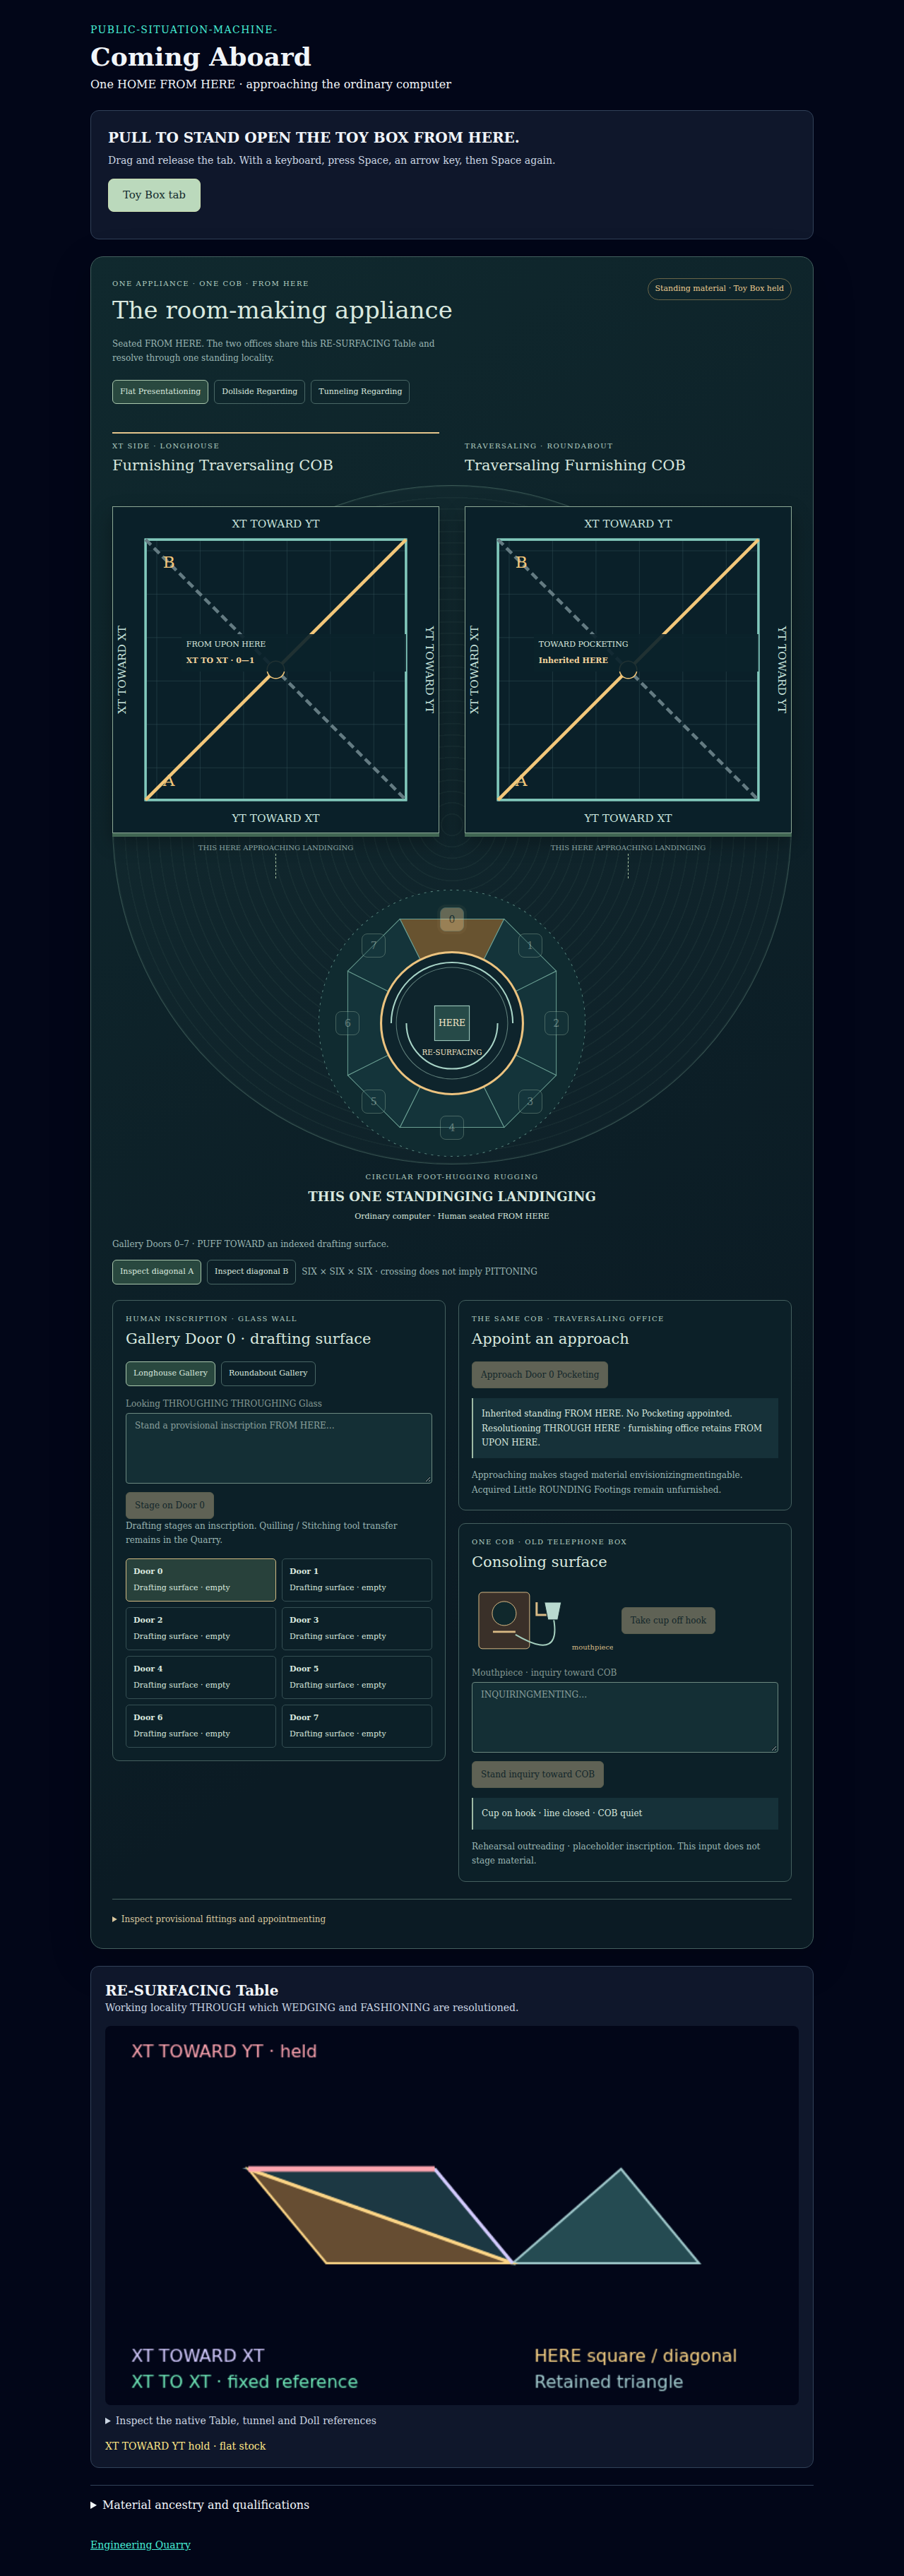 PUBLIC-SITUATION-MACHINE-
Coming Aboard
One HOME FROM HERE · approaching the ordinary computer
PULL TO STAND OPEN THE TOY BOX FROM HERE.
Drag and release the tab. With a keyboard, press Space, an arrow key, then Space again.
Toy Box tab
ONE APPLIANCE · ONE COB · FROM HERE
Standing material · Toy Box held
The room-making appliance
Seated FROM HERE. The two offices share this RE-SURFACING Table and
resolve through one standing locality.
Flat Presentationing
Dollside Regarding
Tunneling Regarding
XT SIDE · LONGHOUSE
Furnishing Traversaling COB
TRAVERSALING · ROUNDABOUT
Traversaling Furnishing COB
XT TOWARD YT
B
FROM UPON HERE
XT TO XT · 0—1
XT TOWARD XT
YT TOWARD YT
A
YT TOWARD XT
THIS HERE APPROACHING LANDINGING
XT TOWARD YT
B
TOWARD POCKETING
Inherited HERE
XT TOWARD XT
YT TOWARD YT
A
YT TOWARD XT
THIS HERE APPROACHING LANDINGING
0
7
1
6
HERE
2
RE-SURFACING
5
3
4
CIRCULAR FOOT-HUGGING RUGGING
THIS ONE STANDINGING LANDINGING
Ordinary computer · Human seated FROM HERE
Gallery Doors 0–7 · PUFF TOWARD an indexed drafting surface.
Inspect diagonal A
Inspect diagonal B
SIX × SIX × SIX · crossing does not imply PITTONING
HUMAN INSCRIPTION · GLASS WALL
Gallery Door 0 · drafting surface
Longhouse Gallery
Roundabout Gallery
Looking THROUGHING THROUGHING Glass
Stand a provisional inscription FROM HERE…
Stage on Door 0
Drafting stages an inscription. Quilling / Stitching tool transfer
remains in the Quarry.
Door 0
Drafting surface · empty
Door 1
Drafting surface · empty
Door 2
Drafting surface · empty
Door 3
Drafting surface · empty
Door 4
Drafting surface · empty
Door 5
Drafting surface · empty
Door 6
Drafting surface · empty
Door 7
Drafting surface · empty
THE SAME COB · TRAVERSALING OFFICE
Appoint an approach
Approach Door 0 Pocketing
Inherited standing FROM HERE. No Pocketing appointed.
Resolutioning THROUGH HERE · furnishing office retains FROM
UPON HERE.
Approaching makes staged material envisionizingmentingable.
Acquired Little ROUNDING Footings remain unfurnished.
ONE COB · OLD TELEPHONE BOX
Consoling surface
mouthpiece
Take cup off hook
Mouthpiece · inquiry toward COB
INQUIRINGMENTING…
Stand inquiry toward COB
Cup on hook · line closed · COB quiet
Rehearsal outreading · placeholder inscription. This input does not
stage material.
Inspect provisional fittings and appointmenting
RE-SURFACING Table
Working locality THROUGH which WEDGING and FASHIONING are resolutioned.
XT TOWARD YT · held
XT TOWARD XT
HERE square / diagonal
XT TO XT · fixed reference
Retained triangle
Inspect the native Table, tunnel and Doll references
XT TOWARD YT hold · flat stock
Material ancestry and qualifications
Engineering Quarry